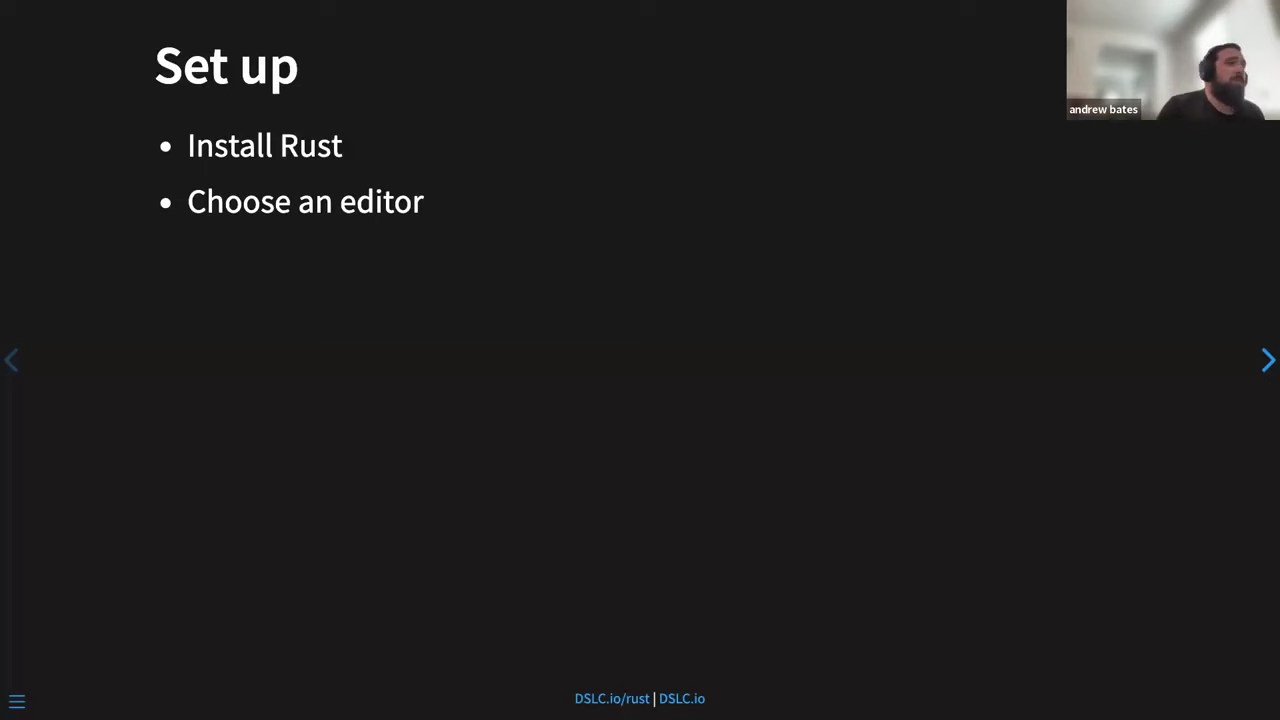 Set up
andrew bates
• Install Rust
• Choose an editor
DSLC.io/rust | DSLC.io